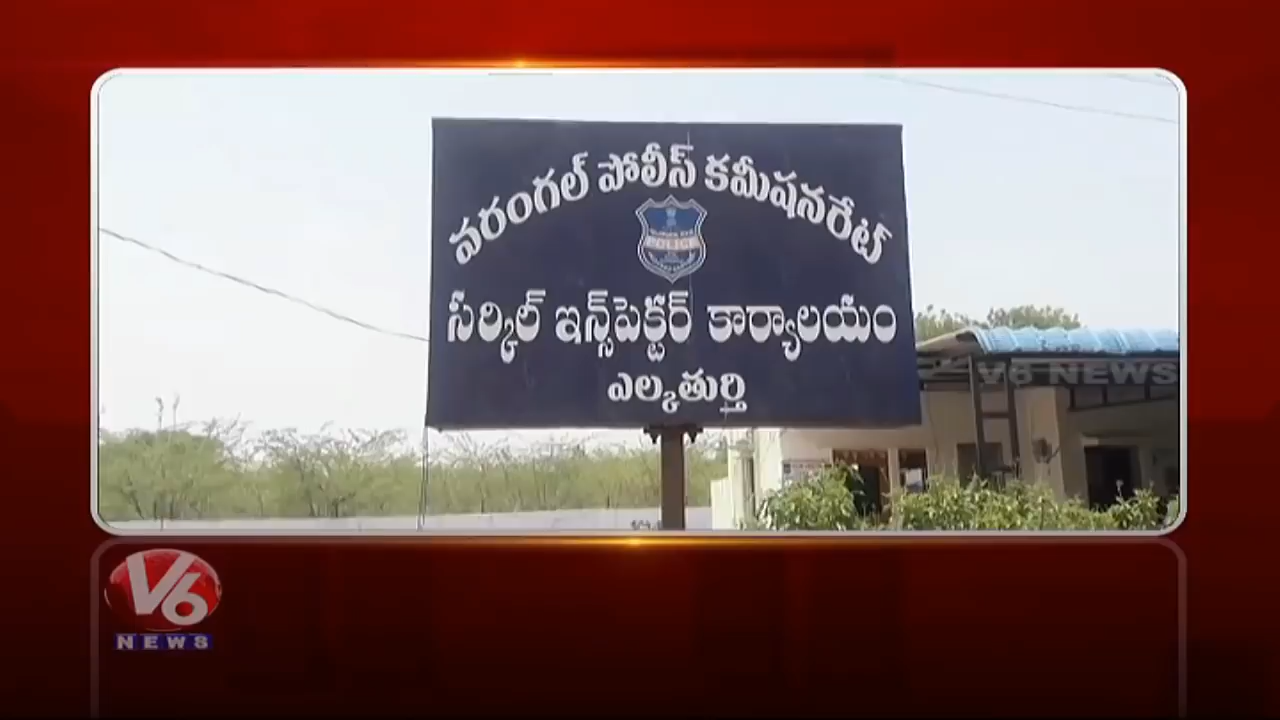 వరంగల్ పోలీస్ కమీషనరేట్
POLICE
సర్కిల్ ఇన్స్‌పెక్టర్ కార్యాలయం
ఎల్కతుర్తి
V6 NEWS
V6
NEWS